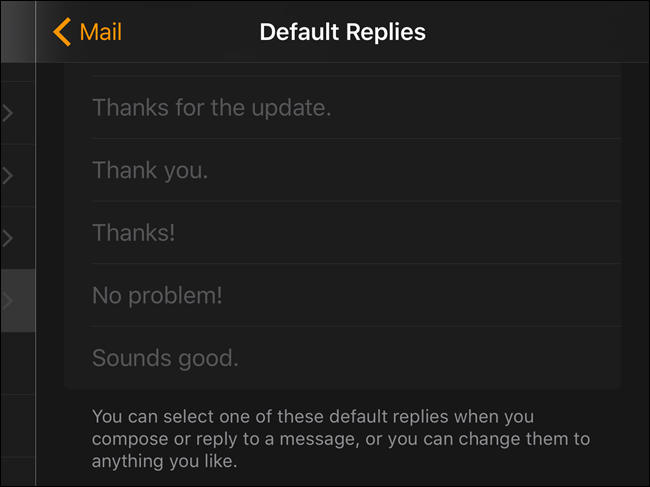 Mail
Default Replies
Thanks for the update.
Thank you.
Thanks!
No problem!
Sounds good.
You can select one of these default replies when you
compose or reply to a message, or you can change them to
anything you like.